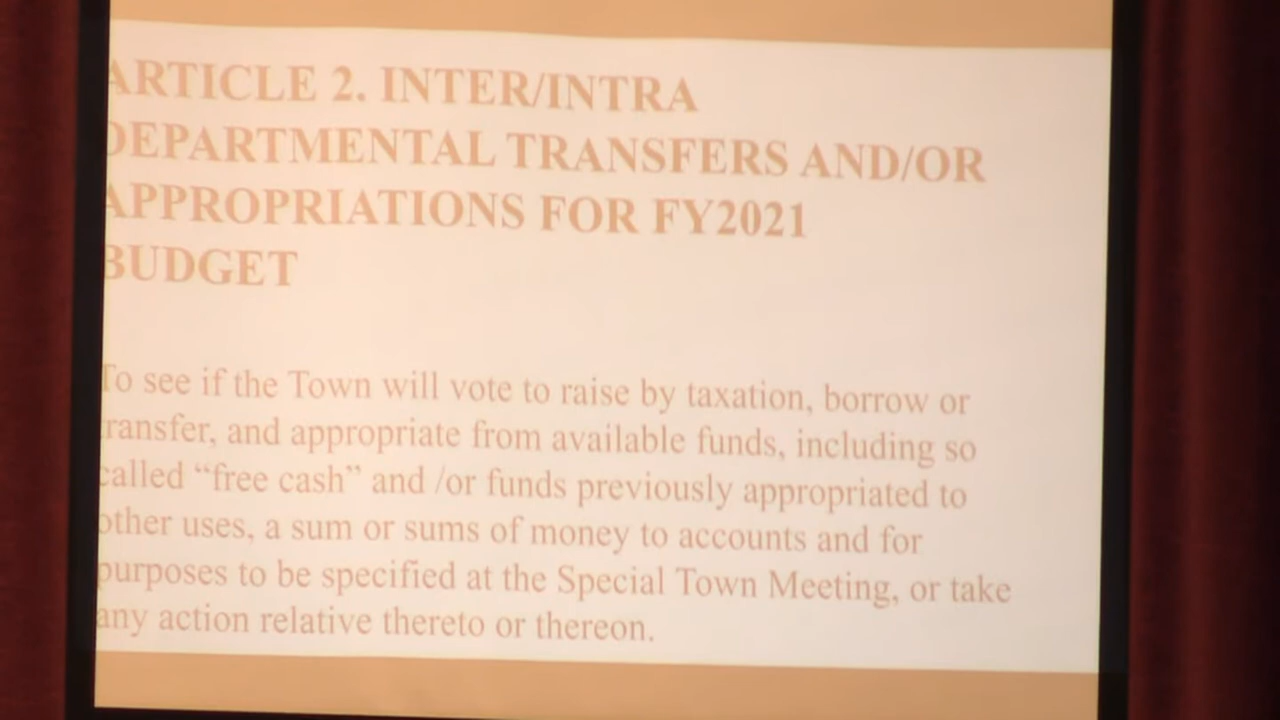 ARTICLE 2. INTER/INTRA
DEPARTMENTAL TRANSFERS AND/OR
APPROPRIATIONS FOR FY2021
BUDGET
To see if the Town will vote to raise by taxation, borrow or
transfer, and appropriate from available funds, including so
called “free cash” and /or funds previously appropriated to
other uses, a sum or sums of money to accounts and for
purposes to be specified at the Special Town Meeting, or take
any action relative thereto or thereon.